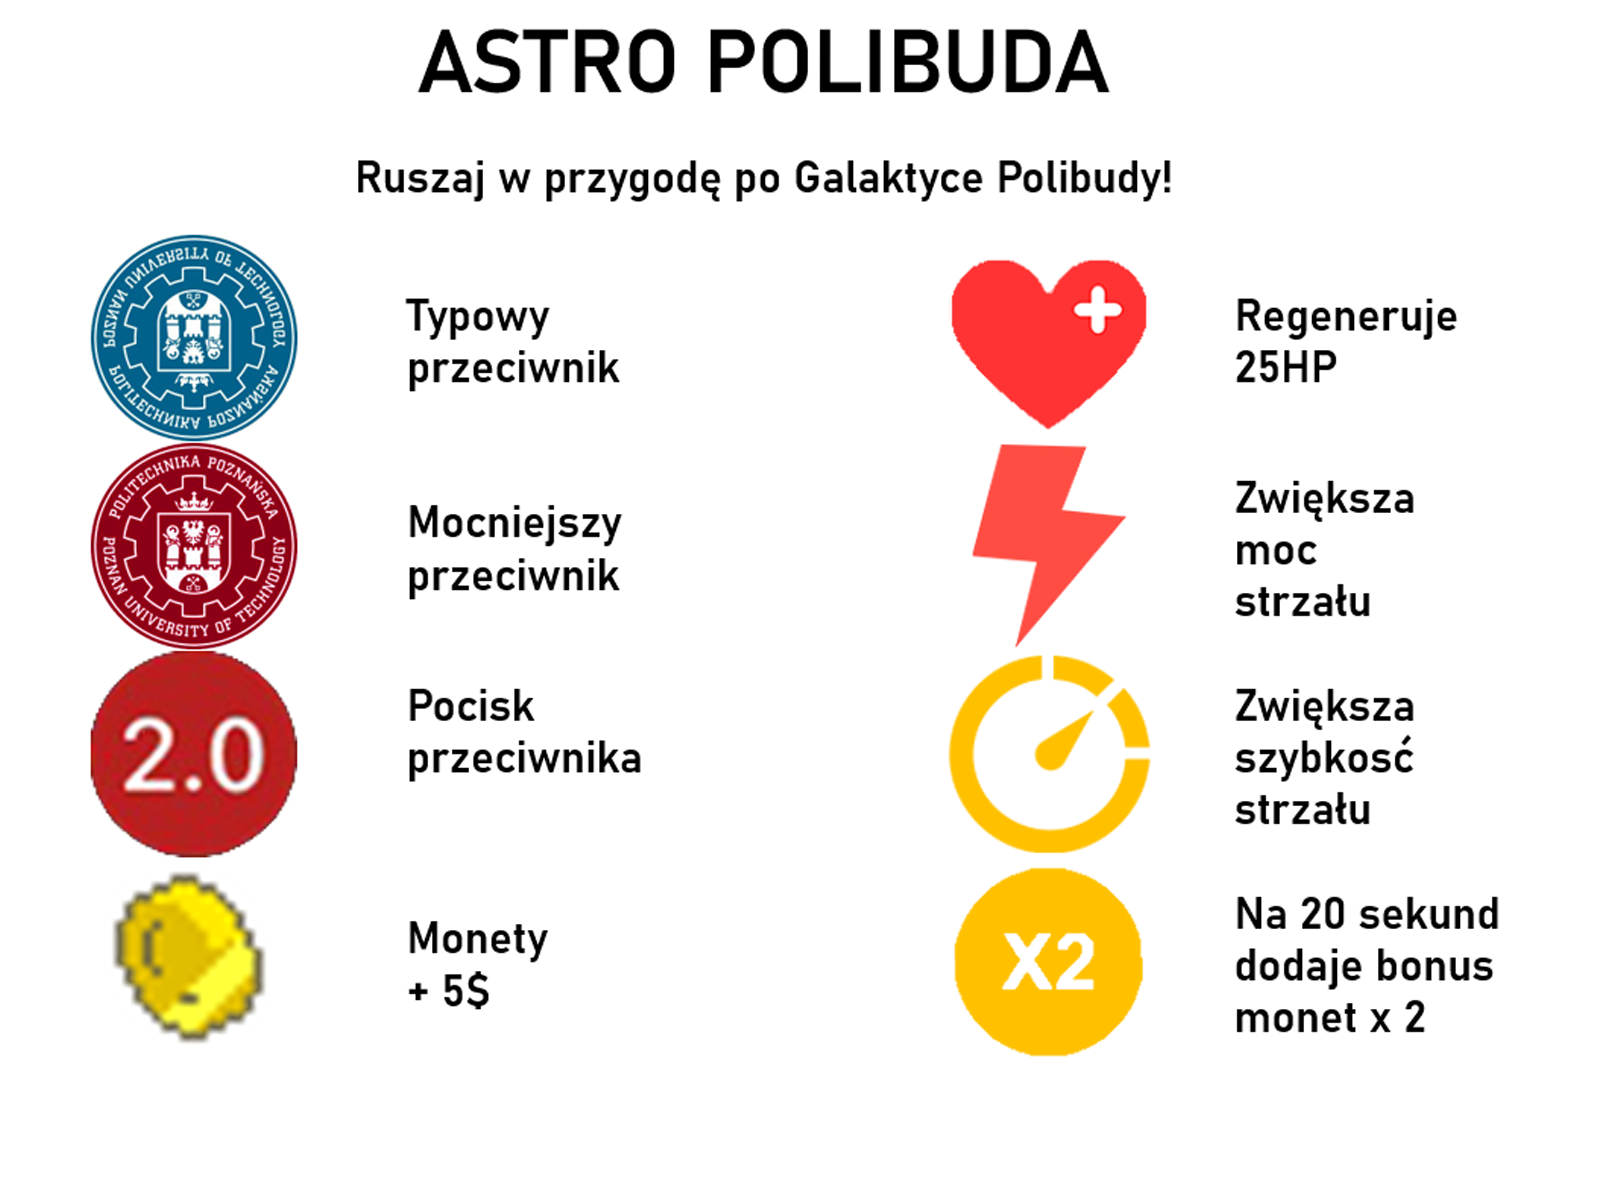 ASTRO POLIBUDA
Ruszaj w przygodę po Galaktyce Polibudy!
POZNAN UNIVERSITY OF TECHNOLOGY
POLITECHNIKA POZNAŃSKA
Typowy
przeciwnik
POLITECHNIKA POZNAŃSKA
POZNAN UNIVERSITY OF TECHNOLOGY
Mocniejszy
przeciwnik
2.0
Pocisk
przeciwnika
Monety
+ 5$
Regeneruje
25HP
Zwiększa
moc
strzału
Zwiększa
szybkosć
strzału
X2
Na 20 sekund
dodaje bonus
monet x 2